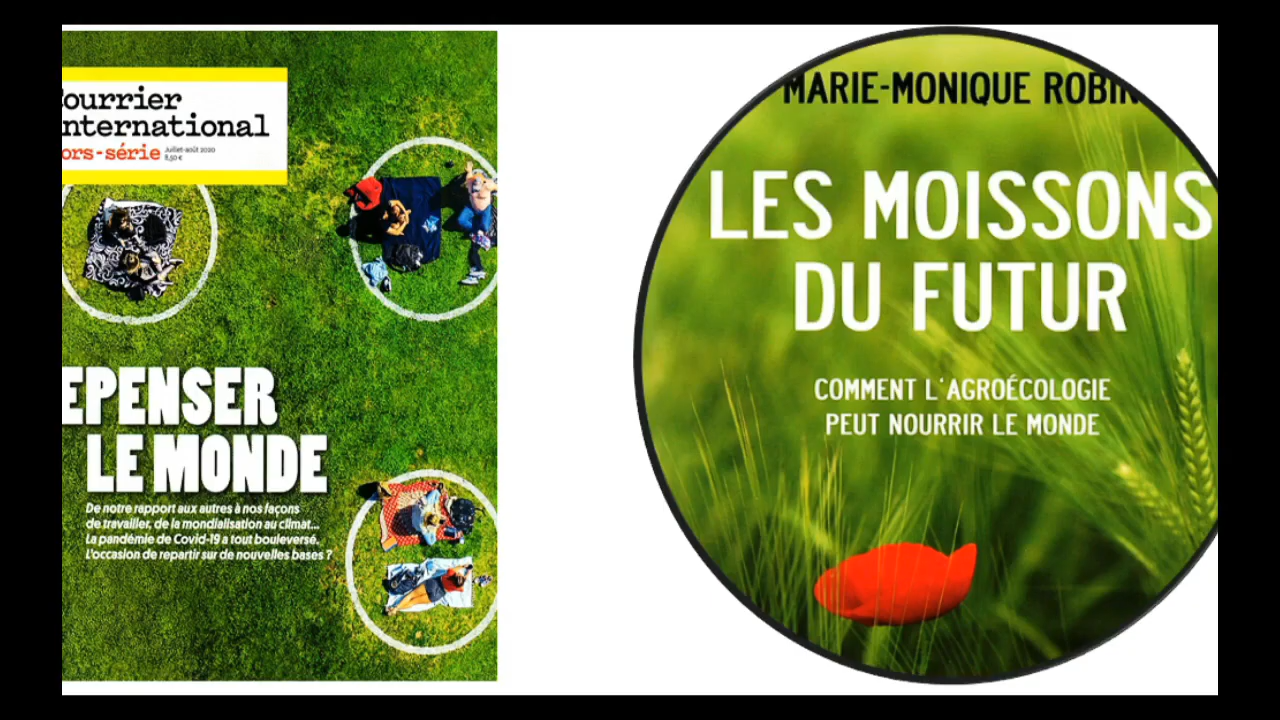 ourrier
nternational
ors-série Juillet-août 2020
8,50 €
EPENSER
LE MONDE
De notre rapport aux autres à nos façons
de travailler, de la mondialisation au climat...
La pandémie de Covid-19 a tout bouleversé.
L'occasion de repartir sur de nouvelles bases ?
MARIE-MONIQUE ROBIN
LES MOISSONS
DU FUTUR
COMMENT L'AGROÉCOLOGIE
PEUT NOURRIR LE MONDE